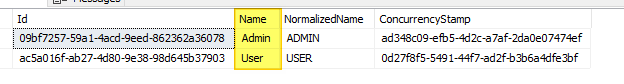 Messages
Id Name NormalizedName ConcurrencyStamp
09bf7257-59a1-4acd-9eed-862362a36078 Admin ADMIN ad348c09-efb5-4d2c-a7af-2da0e07474ef
ac5a016f-ab27-4d80-9e38-98d645b37903 User USER 0d27f8f5-5491-44f7-ad2f-b3b6a4dfe3bf